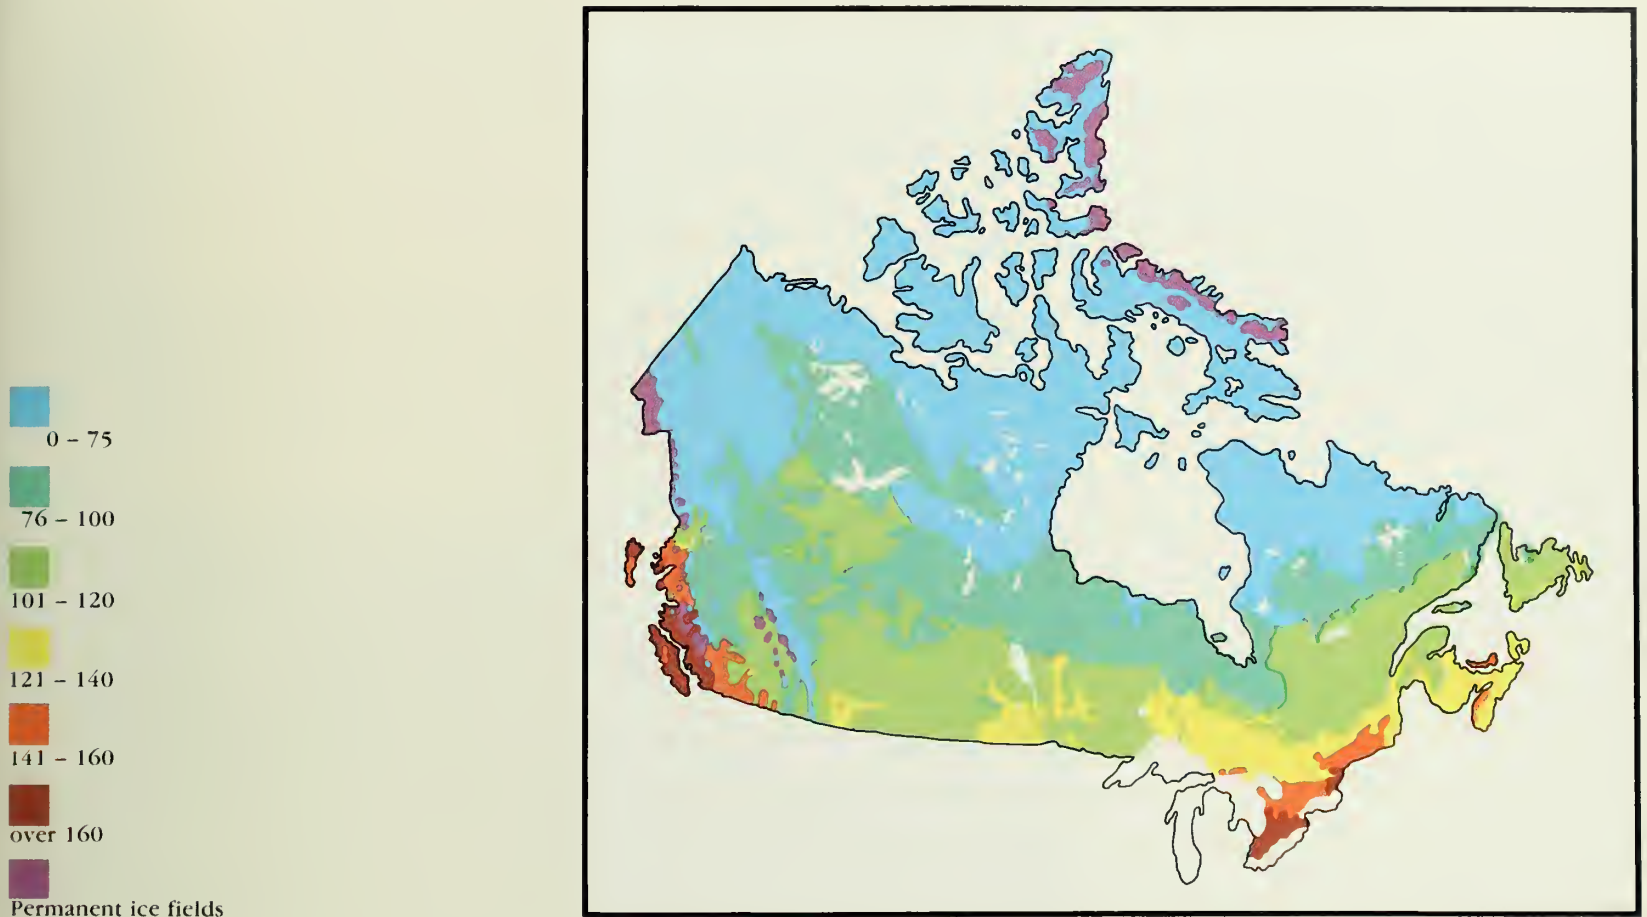 0 – 75
76 – 100
101 – 120
121 – 140
141 – 160
over 160
Permanent ice fields